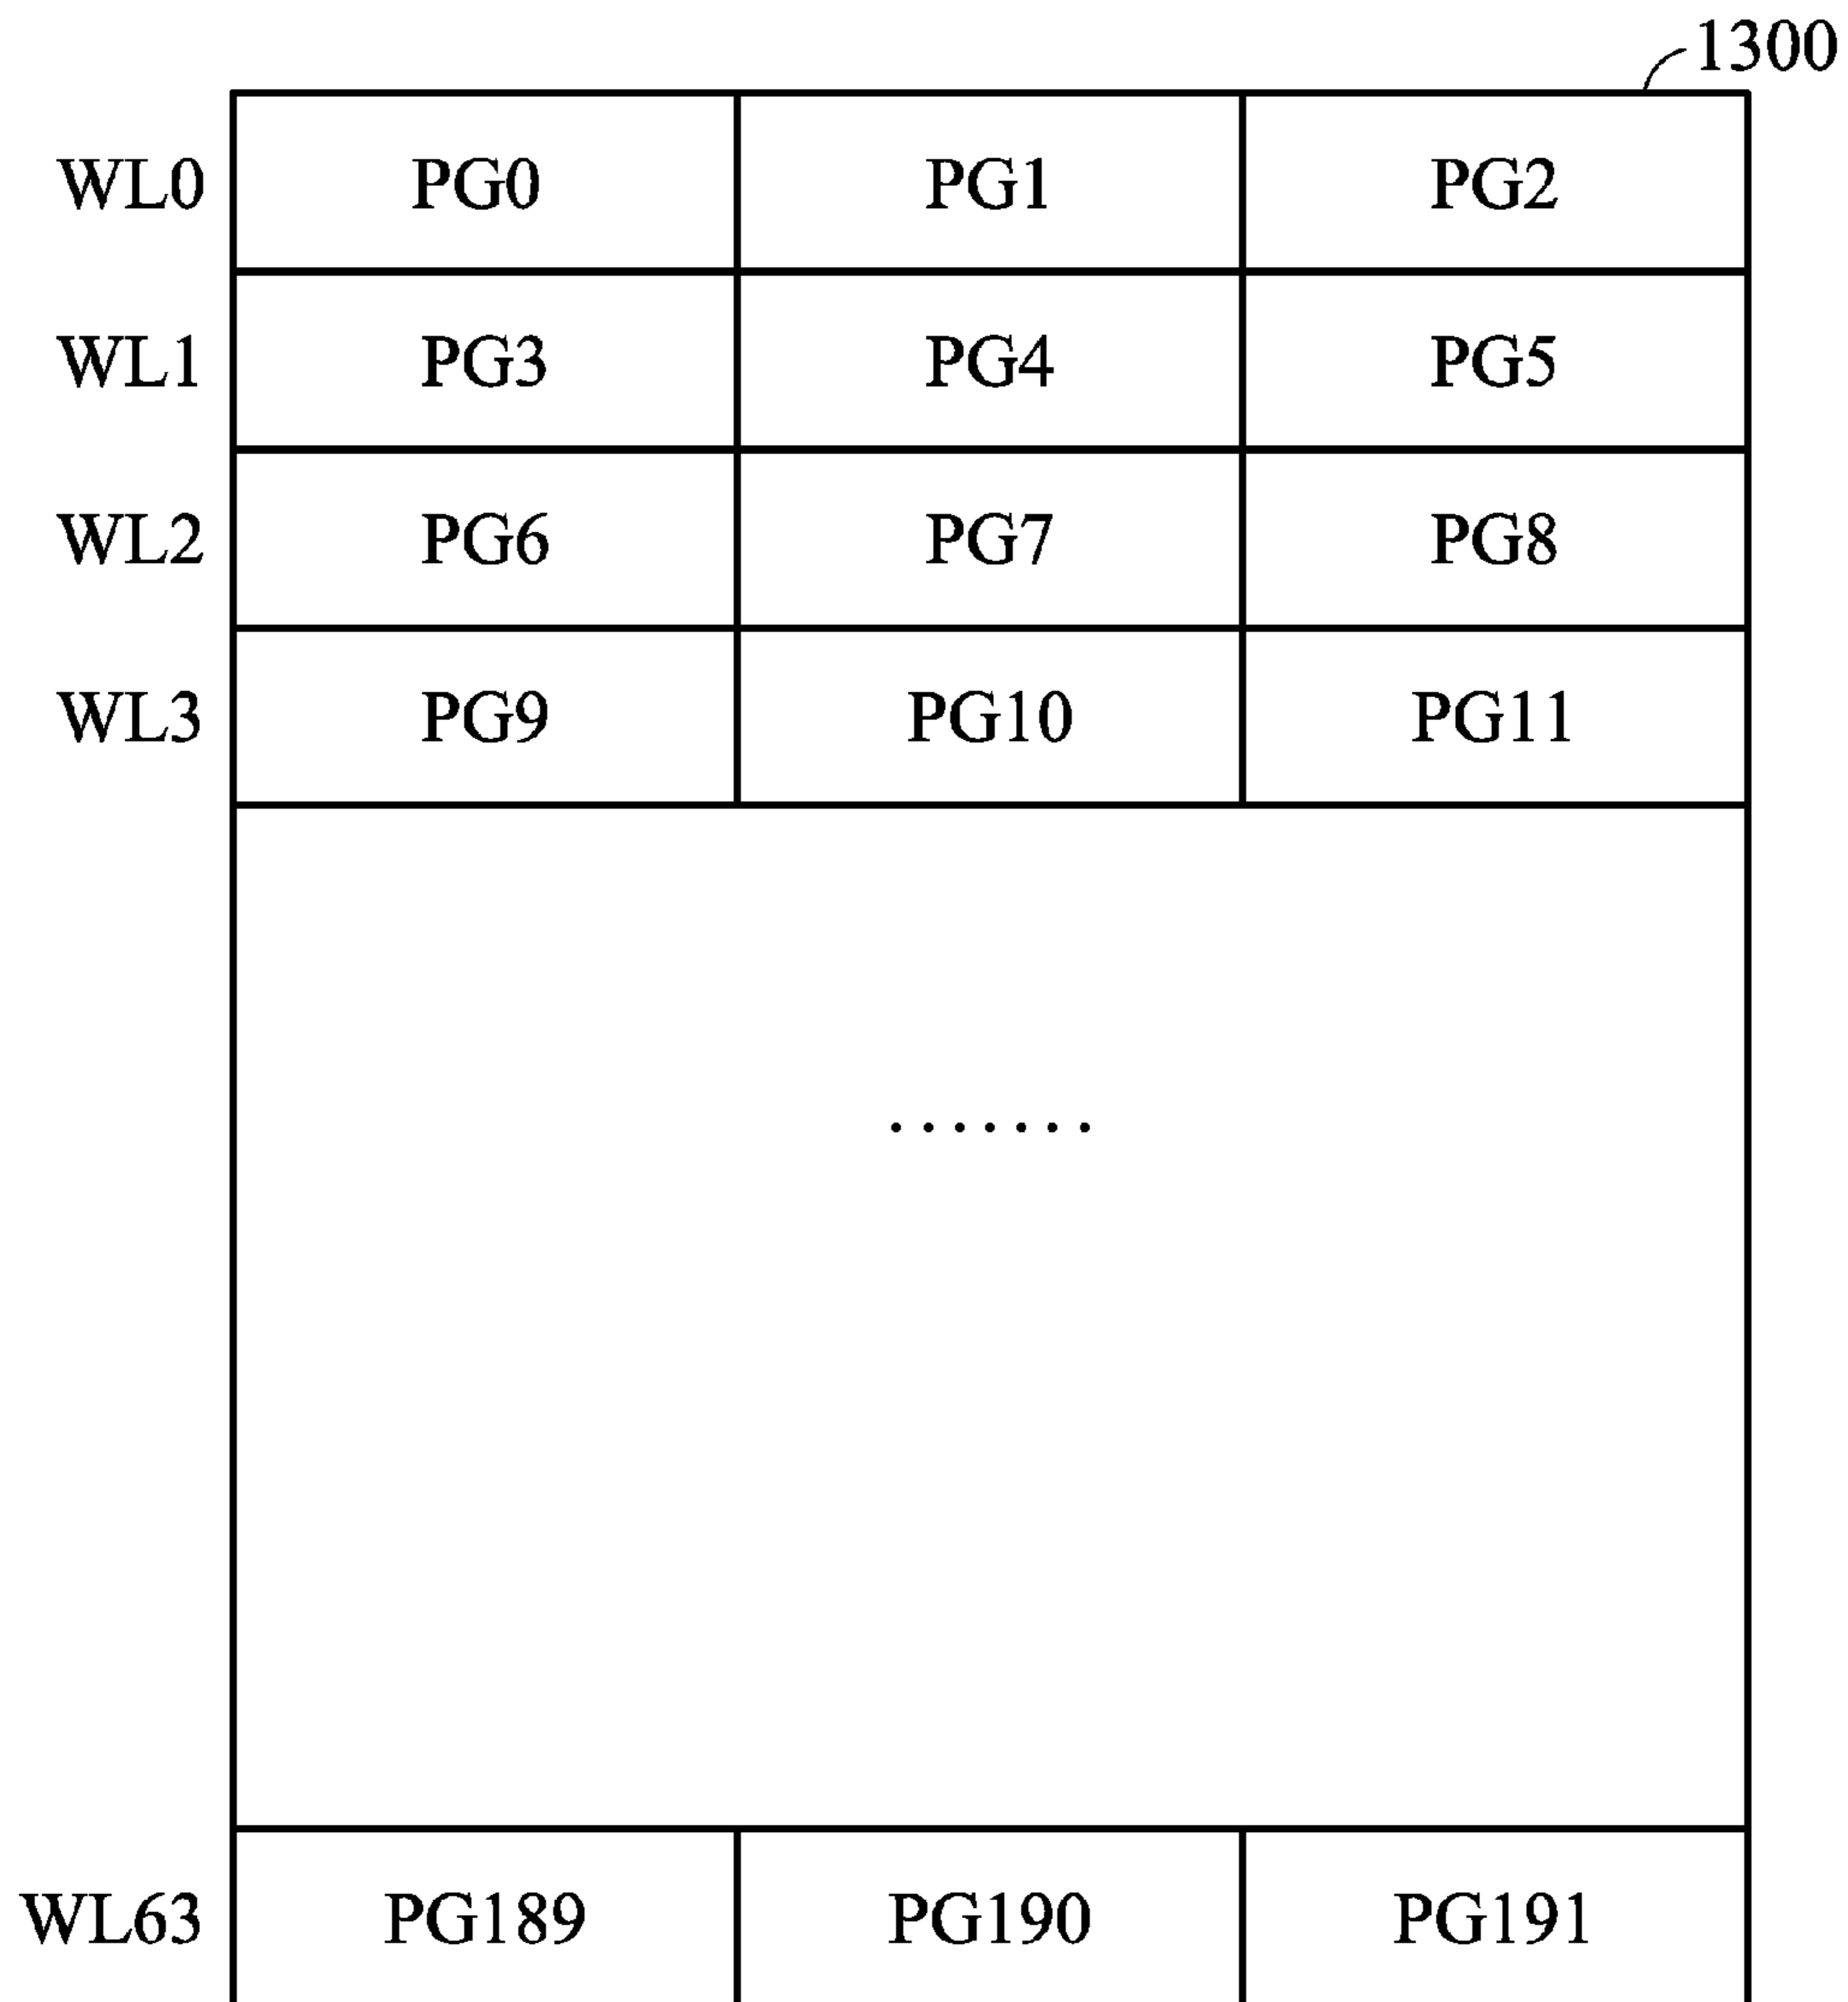 1300
WL0 PG0 PG1 PG2
WL1 PG3 PG4 PG5
WL2 PG6 PG7 PG8
WL3 PG9 PG10 PG11
.......
WL63 PG189 PG190 PG191